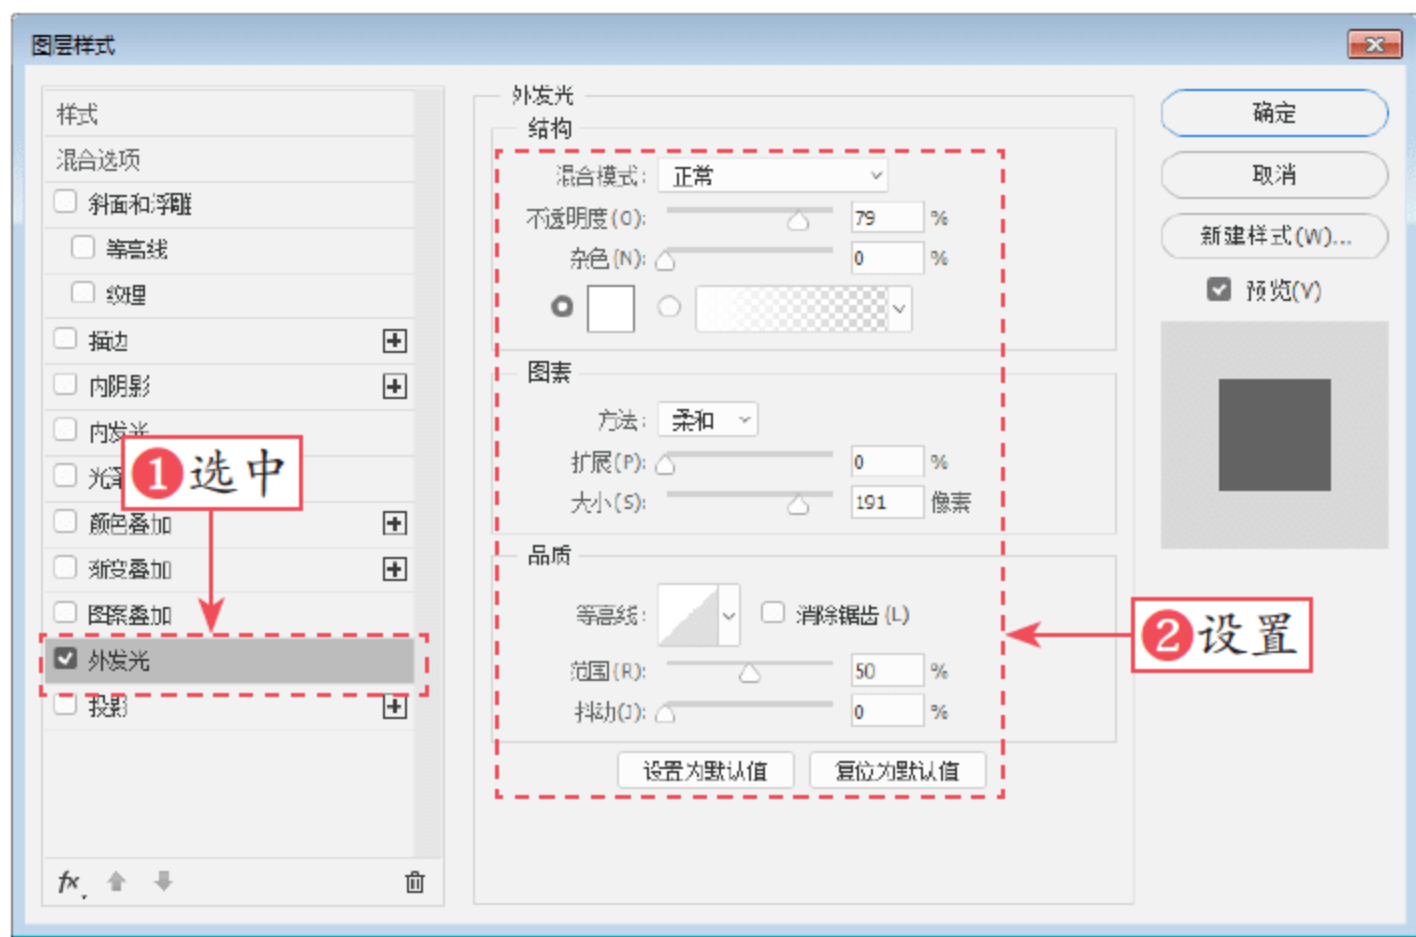 图层样式
样式
混合选项
斜面和浮雕
等高线
纹理
描边
内阴影
内发光
光
颜色叠加
渐变叠加
图案叠加
外发光
投影
fx
1选中
外发光
结构
混合模式: 正常
不透明度(O): 79 %
杂色(N): 0 %
图素
方法: 柔和
扩展(P): 0 %
大小(S): 191 像素
品质
等高线: 消除锯齿(L)
范围(R): 50 %
抖动(J): 0 %
设置为默认值 复位为默认值
确定
取消
新建样式(W)...
预览(V)
2设置